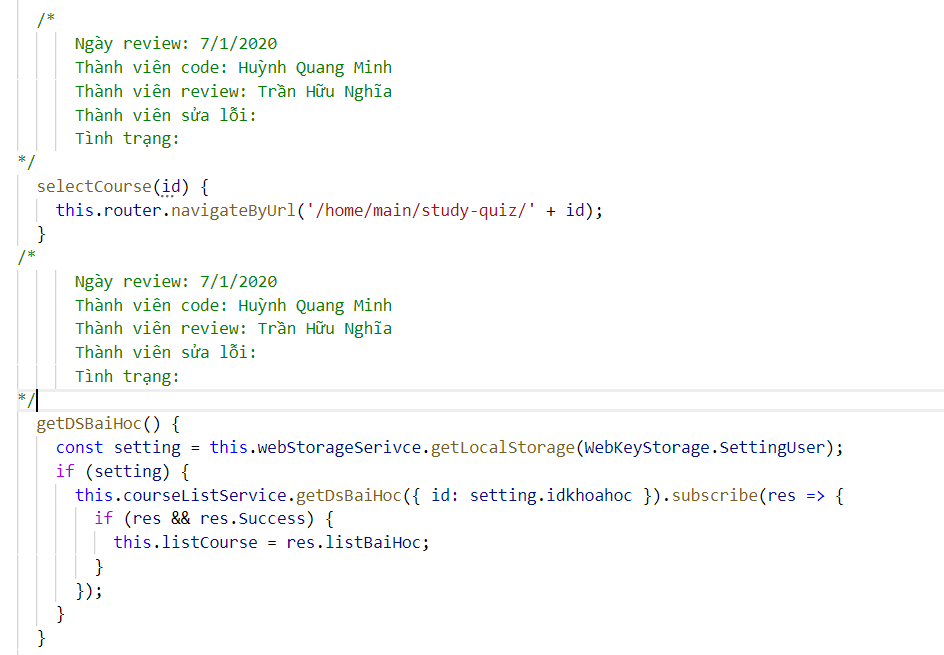 /*
Ngày review: 7/1/2020
Thành viên code: Huỳnh Quang Minh
Thành viên review: Trần Hữu Nghĩa
Thành viên sửa lỗi:
Tình trạng:
*/
selectCourse(id) {
this.router.navigateByUrl('/home/main/study-quiz/' + id);
}
/*
Ngày review: 7/1/2020
Thành viên code: Huỳnh Quang Minh
Thành viên review: Trần Hữu Nghĩa
Thành viên sửa lỗi:
Tình trạng:
*/
getDSBaiHoc() {
const setting = this.webStorageSerivce.getLocalStorage(WebKeyStorage.SettingUser);
if (setting) {
this.courseListService.getDsBaiHoc({ id: setting.idkhoahoc }).subscribe(res => {
if (res && res.Success) {
this.listCourse = res.listBaiHoc;
}
});
}
}